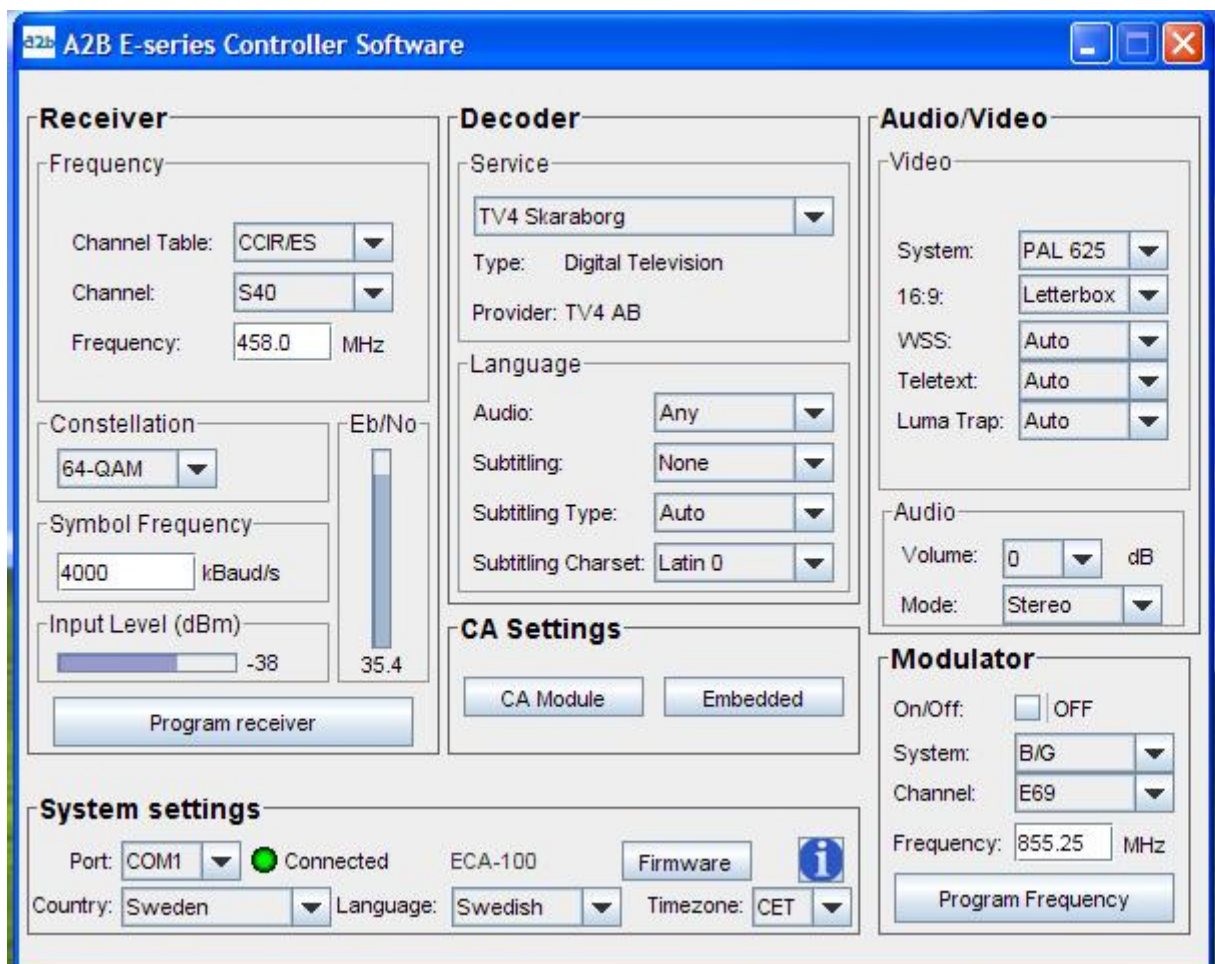 a2b A2B E-series Controller Software
Receiver
Frequency
Channel Table: CCIR/ES
Channel: S40
Frequency: 458.0 MHz
Constellation
64-QAM
Eb/No
35.4
Symbol Frequency
4000 kBaud/s
Input Level (dBm)
-38
Program receiver
Decoder
Service
TV4 Skaraborg
Type: Digital Television
Provider: TV4 AB
Language
Audio: Any
Subtitling: None
Subtitling Type: Auto
Subtitling Charset: Latin 0
CA Settings
CA Module Embedded
Audio/Video
Video
System: PAL 625
16:9: Letterbox
WSS: Auto
Teletext: Auto
Luma Trap: Auto
Audio
Volume: 0 dB
Mode: Stereo
Modulator
On/Off: OFF
System: B/G
Channel: E69
Frequency: 855.25 MHz
Program Frequency
System settings
Port: COM1 Connected ECA-100 Firmware i
Country: Sweden Language: Swedish Timezone: CET